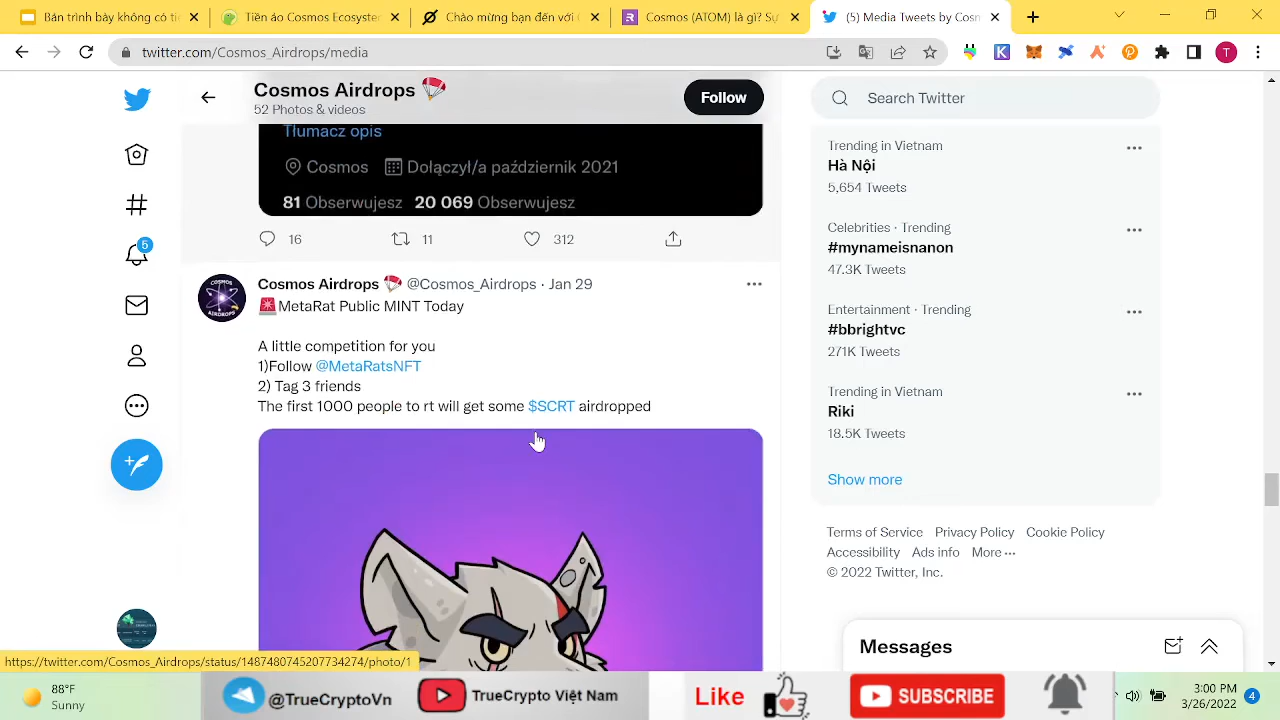 Bản trình bày không có ti
Tiền ảo Cosmos Ecosyster
Chào mừng bạn đến với (
Cosmos (ATOM) là gì? Sự
(5) Media Tweets by Cosn
twitter.com/Cosmos_Airdrops/media
T
Cosmos Airdrops
52 Photos & videos
Follow
Search Twitter
Tłumacz opis
Cosmos
Dołączył/a październik 2021
81 Obserwujesz 20 069 Obserwujesz
16
11
312
Cosmos Airdrops @Cosmos_Airdrops · Jan 29
MetaRat Public MINT Today
A little competition for you
1)Follow @MetaRatsNFT
2) Tag 3 friends
The first 1000 people to rt will get some $SCRT airdropped
COSMOS
AIRDROPS
5
Trending in Vietnam
Hà Nội
5,654 Tweets
Celebrities · Trending
#mynameisnanon
47.3K Tweets
Entertainment · Trending
#bbrightvc
271K Tweets
Trending in Vietnam
Riki
18.5K Tweets
Show more
Terms of Service Privacy Policy Cookie Policy
Accessibility Ads info More ···
© 2022 Twitter, Inc.
Messages
https://twitter.com/Cosmos_Airdrops/status/1487480745207734274/photo/1
88°F
Sunny
@TrueCryptoVn
TrueCrypto Việt Nam
Like
SUBSCRIBE
3:00 PM
3/26/2022
4